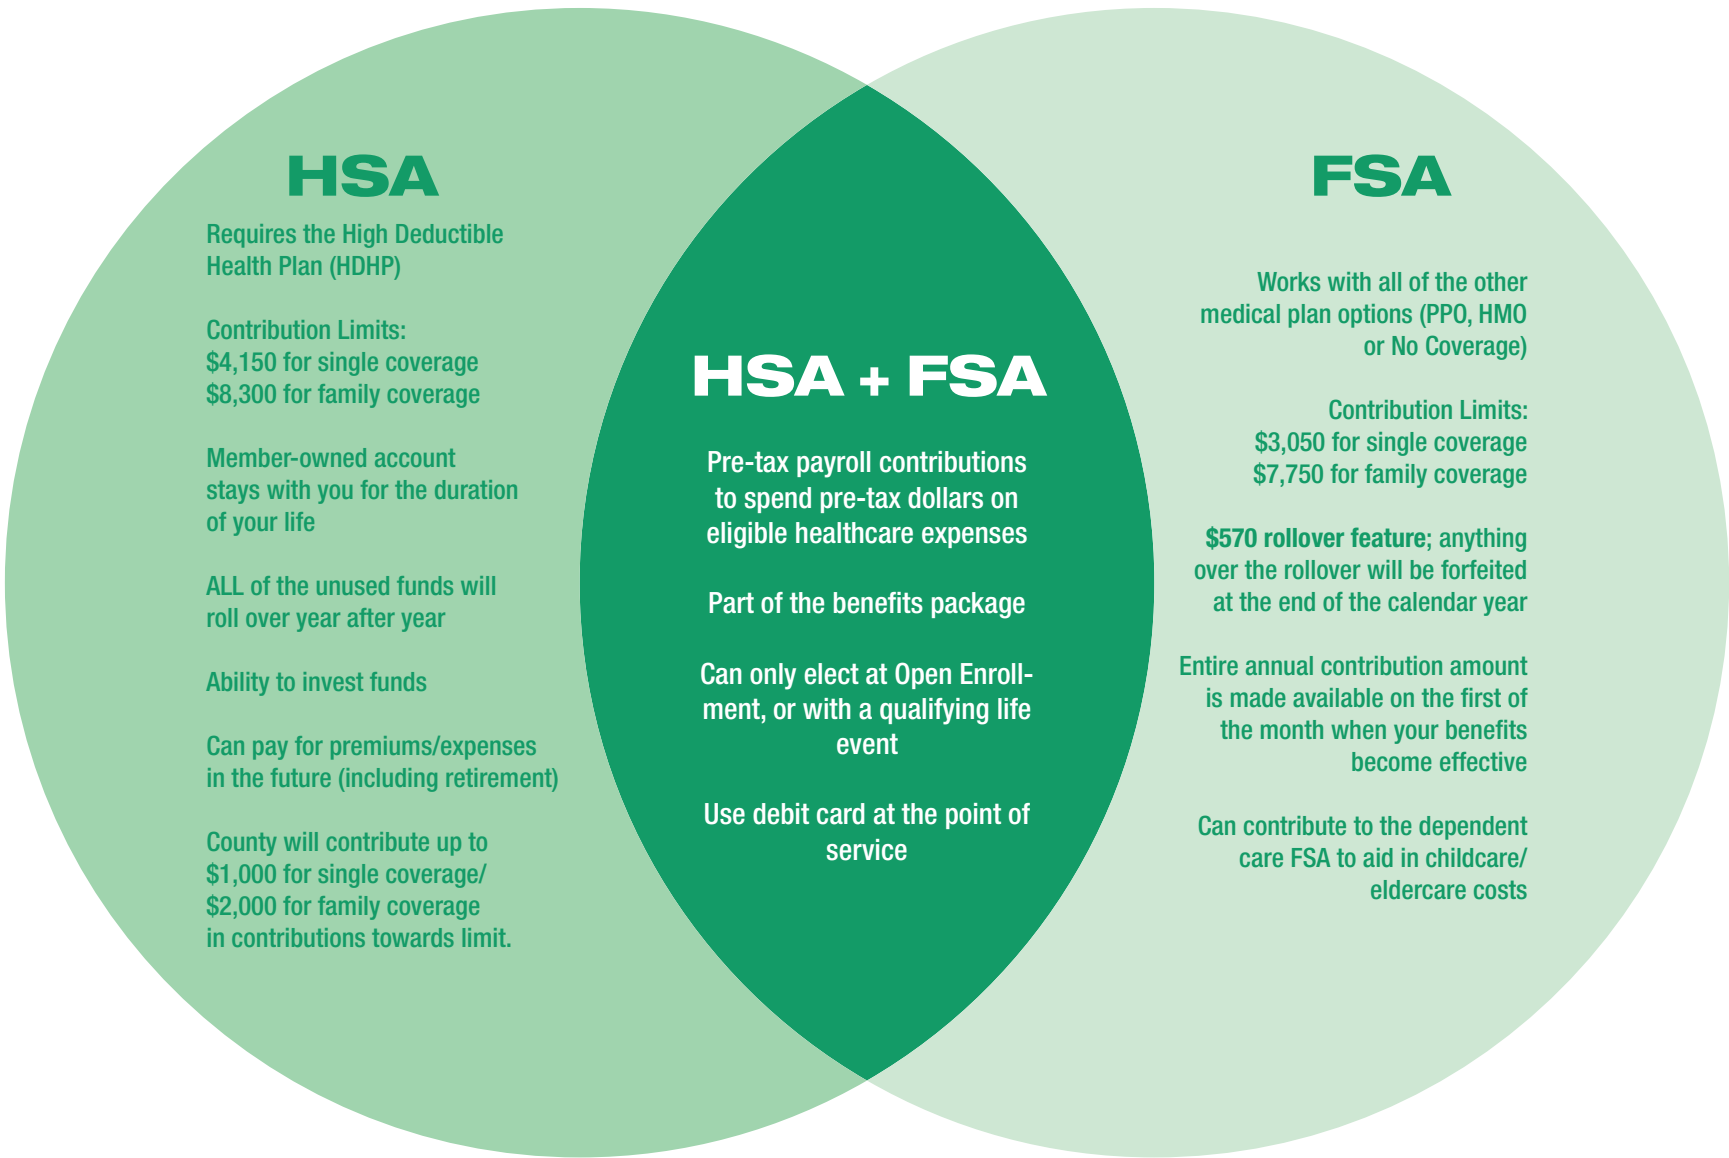 HSA
Requires the High Deductible
Health Plan (HDHP)
Contribution Limits:
$4,150 for single coverage
$8,300 for family coverage
Member-owned account
stays with you for the duration
of your life
ALL of the unused funds will
roll over year after year
Ability to invest funds
Can pay for premiums/expenses
in the future (including retirement)
County will contribute up to
$1,000 for single coverage/
$2,000 for family coverage
in contributions towards limit.
HSA + FSA
Pre-tax payroll contributions
to spend pre-tax dollars on
eligible healthcare expenses
Part of the benefits package
Can only elect at Open Enroll-
ment, or with a qualifying life
event
Use debit card at the point of
service
FSA
Works with all of the other
medical plan options (PPO, HMO
or No Coverage)
Contribution Limits:
$3,050 for single coverage
$7,750 for family coverage
$570 rollover feature; anything
over the rollover will be forfeited
at the end of the calendar year
Entire annual contribution amount
is made available on the first of
the month when your benefits
become effective
Can contribute to the dependent
care FSA to aid in childcare/
eldercare costs